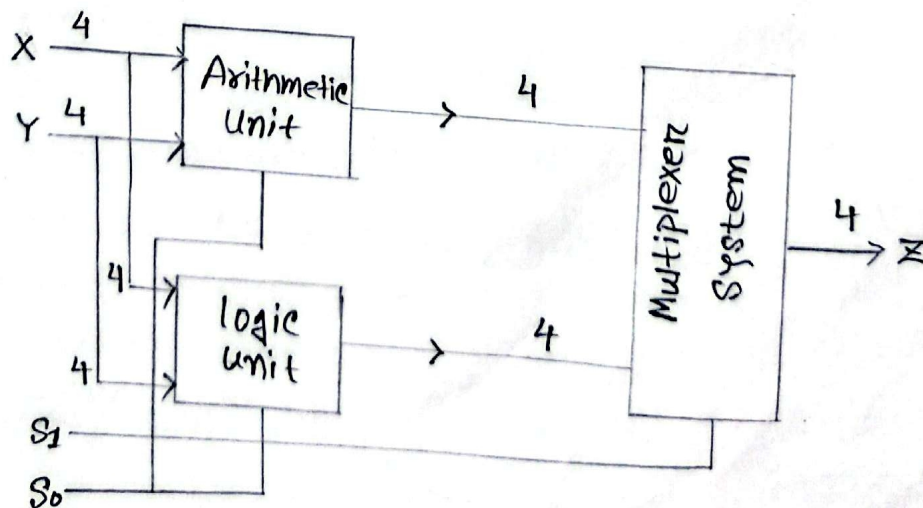 X 4
Arithmetic
Unit
4
Y 4
Multiplexer
System
4
Z
4
logic
unit
4
4
S1
S0